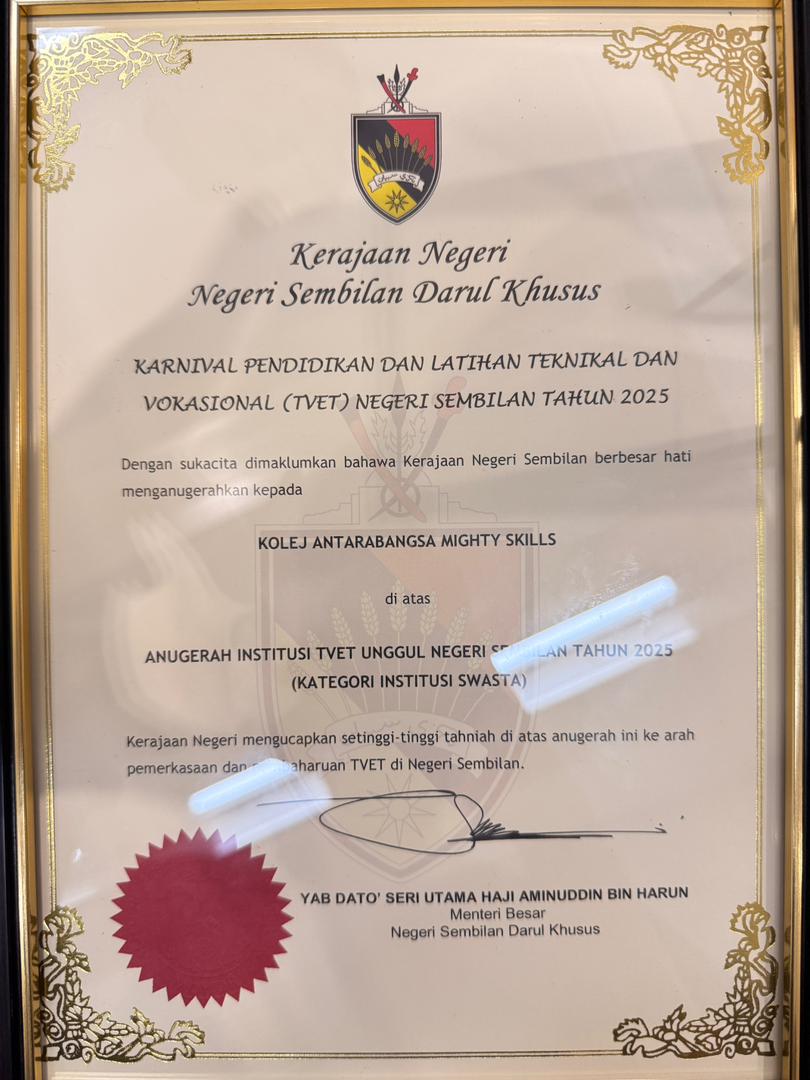 Kerajaan Negeri
Negeri Sembilan Darul Khusus
KARNIVAL PENDIDIKAN DAN LATIHAN TEKNIKAL DAN
VOKASIONAL (TVET) NEGERI SEMBILAN TAHUN 2025
Dengan sukacita dimaklumkan bahawa Kerajaan Negeri Sembilan berbesar hati
menganugerahkan kepada
KOLEJ ANTARABANGSA MIGHTY SKILLS
di atas
ANUGERAH INSTITUSI TVET UNGGUL NEGERI SEMBILAN TAHUN 2025
(KATEGORI INSTITUSI SWASTA)
Kerajaan Negeri mengucapkan setinggi-tinggi tahniah di atas anugerah ini ke arah
pemerkasaan dan pembaharuan TVET di Negeri Sembilan.
YAB DATO' SERI UTAMA HAJI AMINUDDIN BIN HARUN
Menteri Besar
Negeri Sembilan Darul Khusus